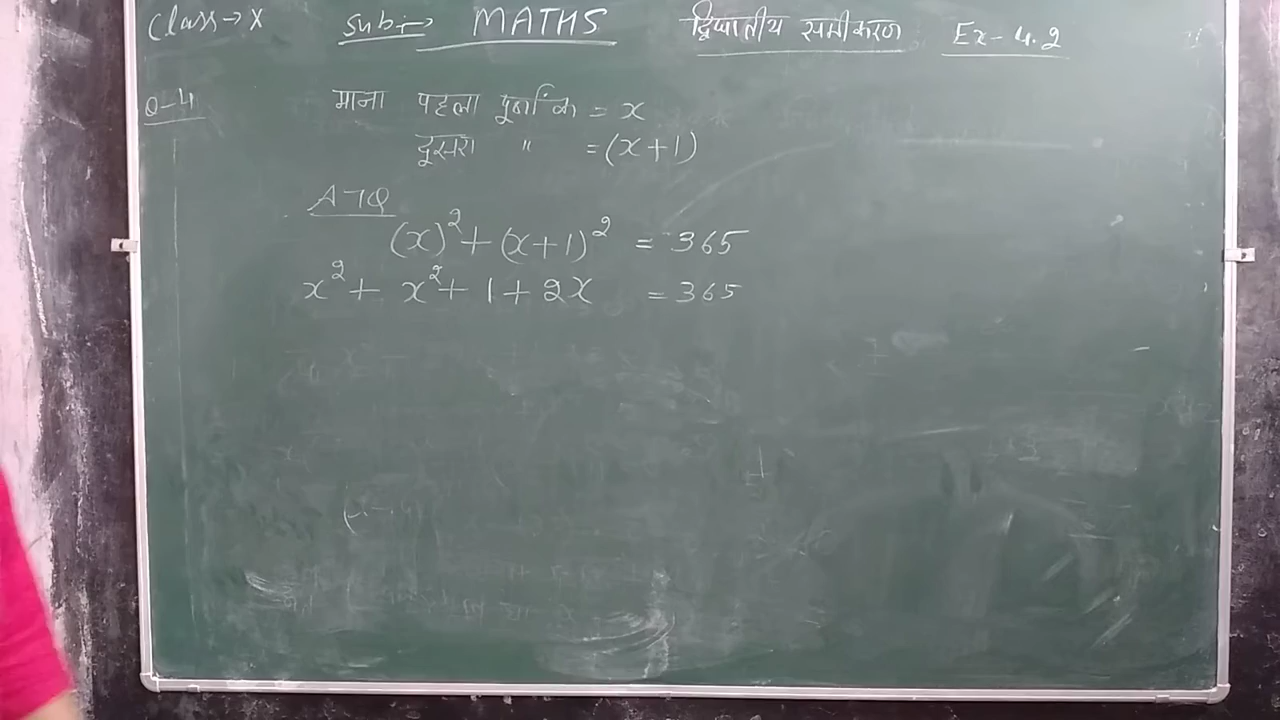 Class→X Sub:→ MATHS द्विघातीय समीकरण Ex-4.2
Q-4 माना पहला पूर्णांक = x
दूसरा " =(x+1)
ATQ
(x)²+(x+1)² = 365
x²+ x²+ 1+2x = 365